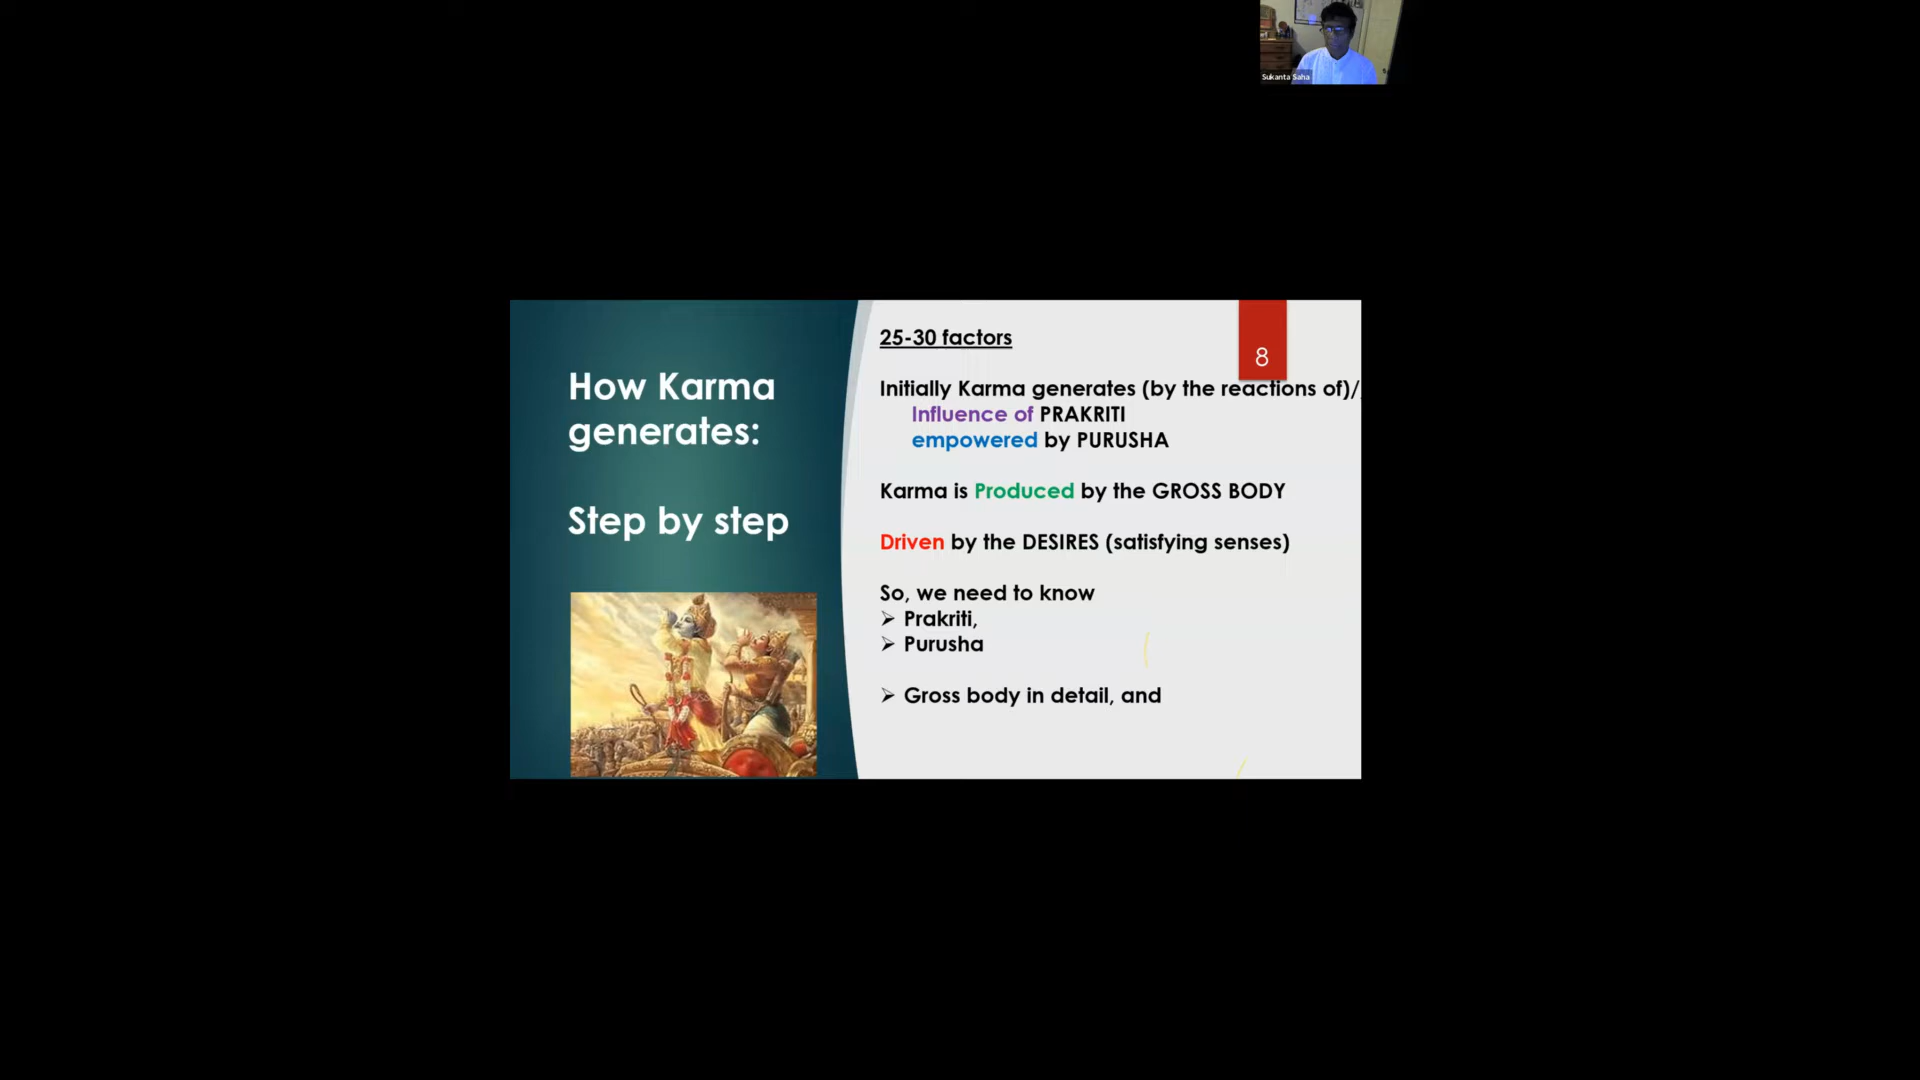 Sukanta Saha
How Karma
generates:
Step by step
25-30 factors
8
Initially Karma generates (by the reactions of)/
Influence of PRAKRITI
empowered by PURUSHA
Karma is Produced by the GROSS BODY
Driven by the DESIRES (satisfying senses)
So, we need to know
➢ Prakriti,
➢ Purusha
➢ Gross body in detail, and